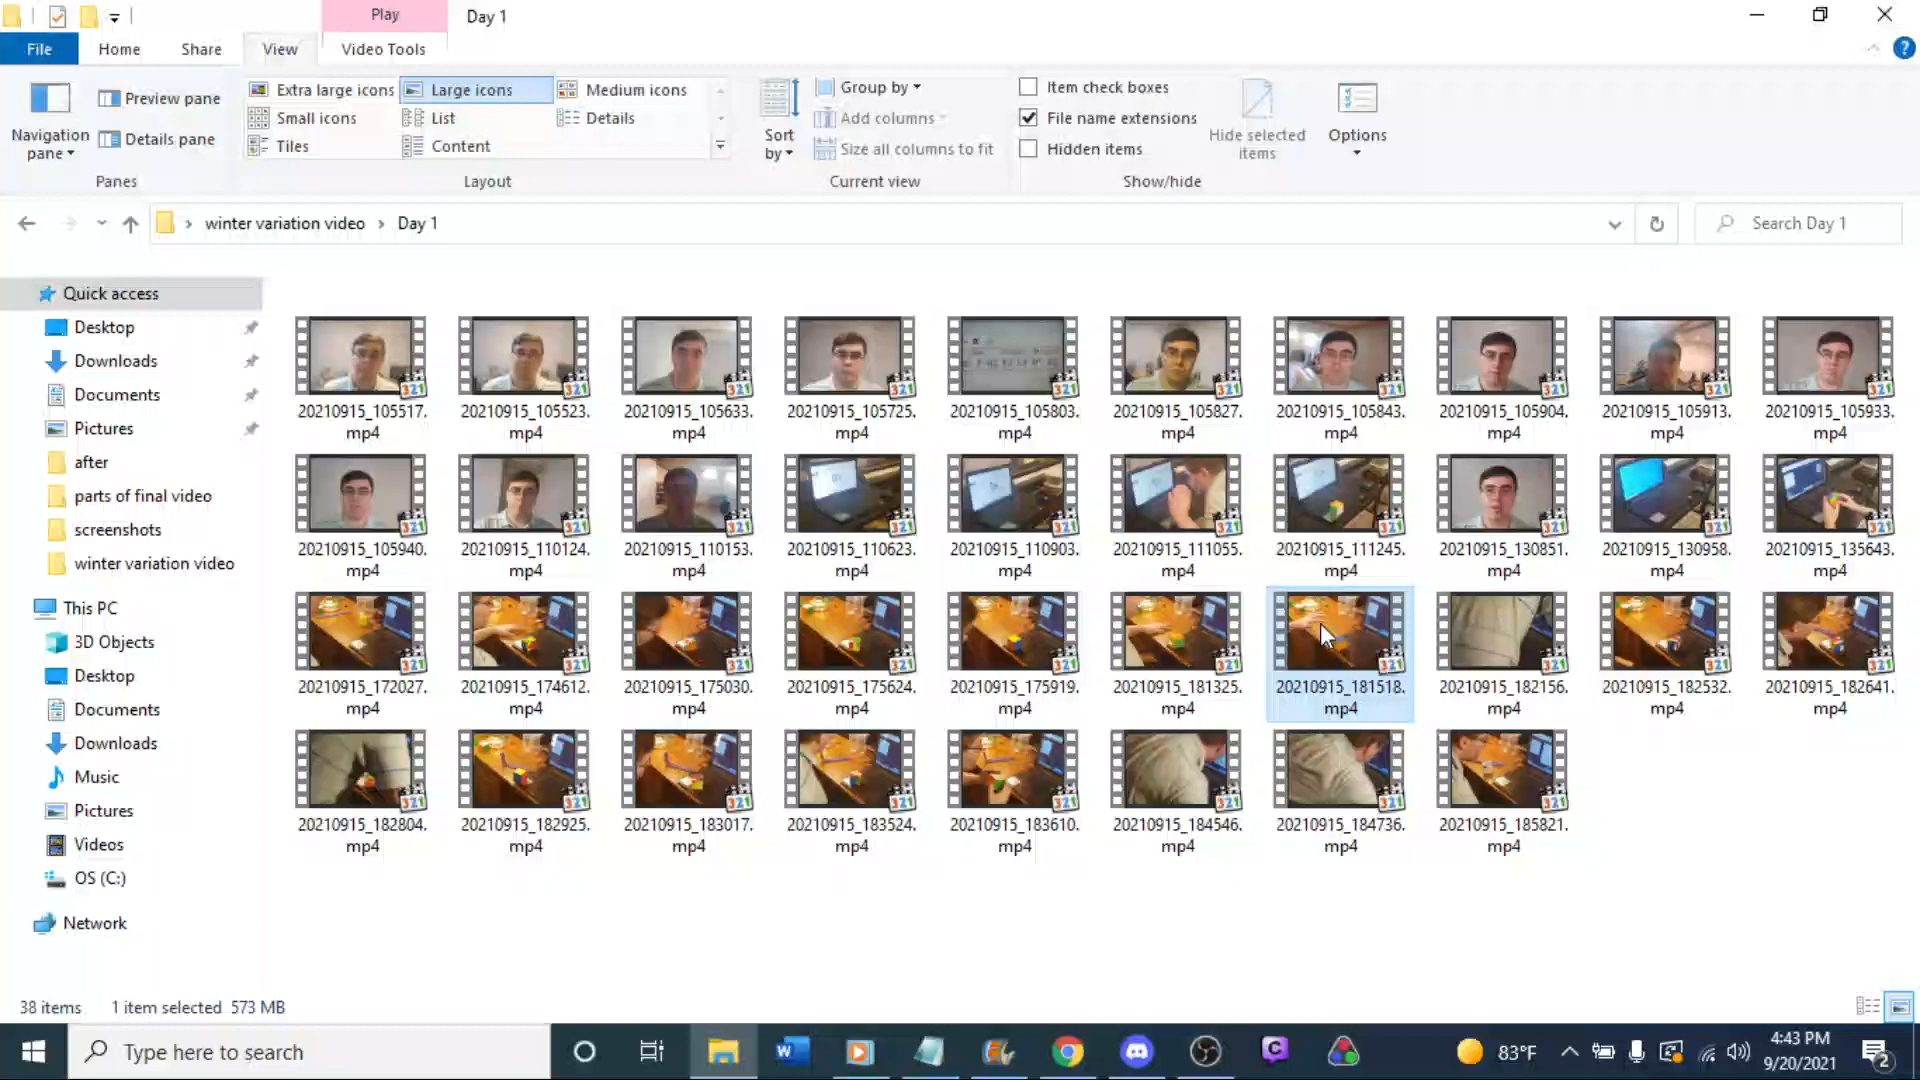 Play
Day 1
File
Home
Share
View
Video Tools
Navigation pane
Preview pane
Details pane
Panes
Extra large icons
Large icons
Medium icons
Small icons
List
Details
Tiles
Content
Layout
Sort by
Group by
Add columns
Size all columns to fit
Current view
Item check boxes
File name extensions
Hidden items
Hide selected items
Show/hide
Options
winter variation video
Day 1
Search Day 1
Quick access
Desktop
Downloads
Documents
Pictures
after
parts of final video
screenshots
winter variation video
This PC
3D Objects
Desktop
Documents
Downloads
Music
Pictures
Videos
OS (C:)
Network
20210915_105517.mp4
20210915_105523.mp4
20210915_105633.mp4
20210915_105725.mp4
20210915_105803.mp4
20210915_105827.mp4
20210915_105843.mp4
20210915_105904.mp4
20210915_105913.mp4
20210915_105933.mp4
20210915_105940.mp4
20210915_110124.mp4
20210915_110153.mp4
20210915_110623.mp4
20210915_110903.mp4
20210915_111055.mp4
20210915_111245.mp4
20210915_130851.mp4
20210915_130958.mp4
20210915_135643.mp4
20210915_172027.mp4
20210915_174612.mp4
20210915_175030.mp4
20210915_175624.mp4
20210915_175919.mp4
20210915_181325.mp4
20210915_181518.mp4
20210915_182156.mp4
20210915_182532.mp4
20210915_182641.mp4
20210915_182804.mp4
20210915_182925.mp4
20210915_183017.mp4
20210915_183524.mp4
20210915_183610.mp4
20210915_184546.mp4
20210915_184736.mp4
20210915_185821.mp4
38 items
1 item selected 573 MB
Type here to search
83°F
4:43 PM
9/20/2021
2